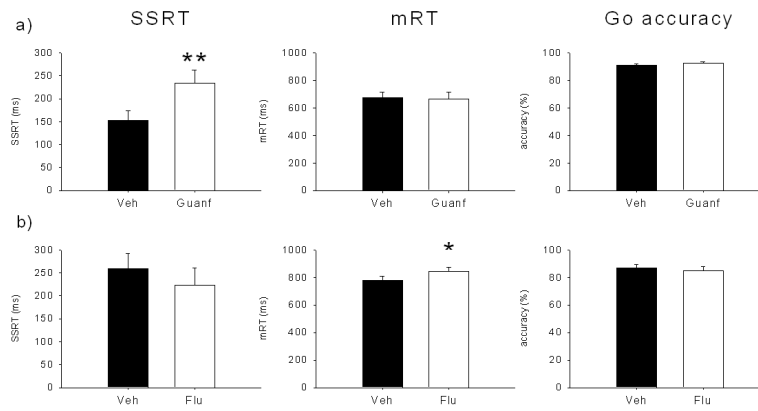 SSRT
mRT
Go accuracy
a)
300
250
200
150
100
50
0
SSRT (ms)
**
Veh
Guanf
1000
800
600
400
200
0
mRT (ms)
Veh
Guanf
100
80
60
40
20
0
accuracy (%)
Veh
Guanf
b)
300
250
200
150
100
50
0
SSRT (ms)
Veh
Flu
1000
800
600
400
200
0
mRT (ms)
*
Veh
Flu
100
80
60
40
20
0
accuracy (%)
Veh
Flu